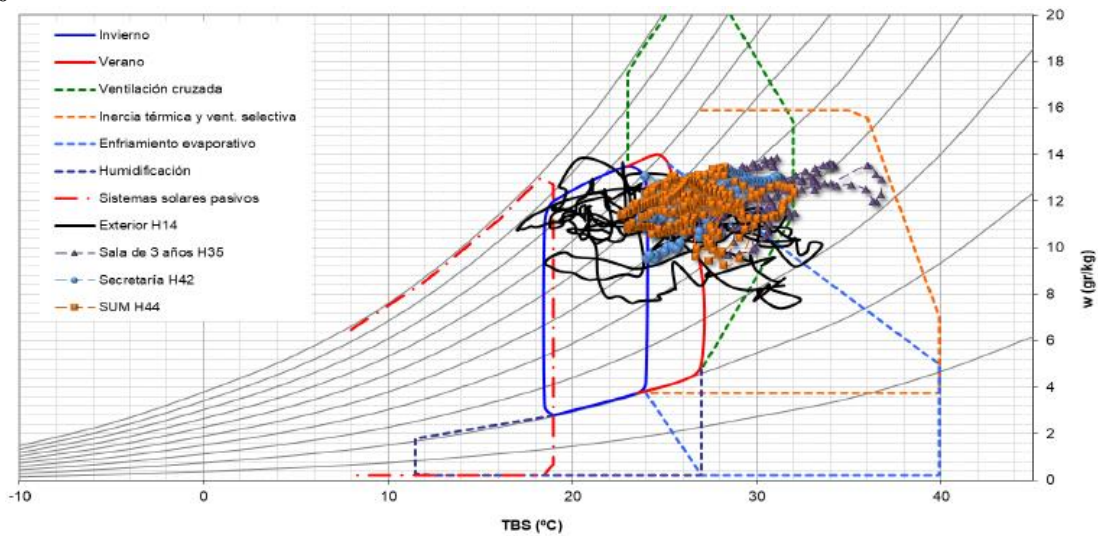 Invierno
Verano
Ventilación cruzada
Inercia térmica y vent. selectiva
Enfriamiento evaporativo
Humidificación
Sistemas solares pasivos
Exterior H14
Sala de 3 años H35
Secretaría H42
SUM H44
20
18
16
14
12
10
8
6
4
2
0
w (gr/kg)
-10 0 10 20 30 40
TBS (ºC)